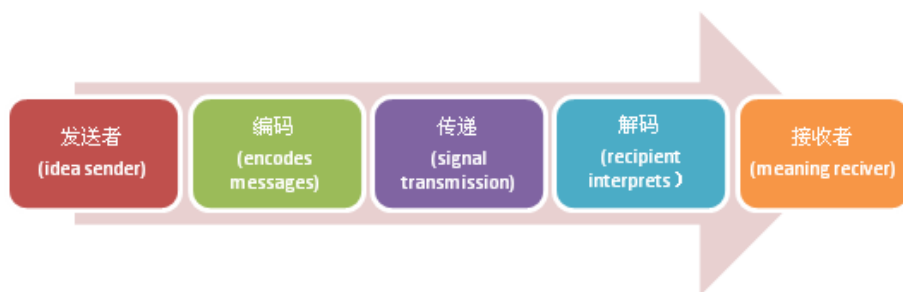 发送者
(idea sender)
编码
(encodes
messages)
传递
(signal
transmission)
解码
(recipient
interprets）
接收者
(meaning reciver)